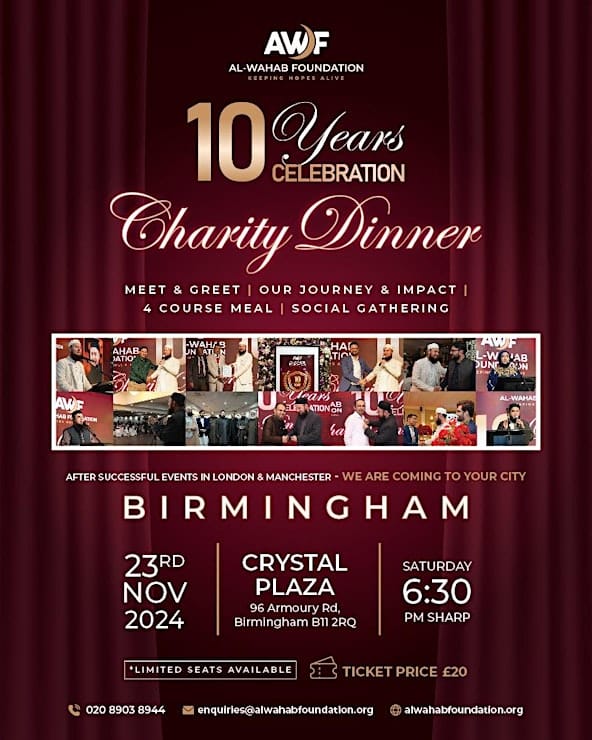 AWF
AL-WAHAB FOUNDATION
KEEPING HOPES ALIVE
10 Years
CELEBRATION
Charity Dinner
MEET & GREET | OUR JOURNEY & IMPACT |
4 COURSE MEAL | SOCIAL GATHERING
AFTER SUCCESSFUL EVENTS IN LONDON & MANCHESTER - WE ARE COMING TO YOUR CITY
BIRMINGHAM
23RD
NOV
2024
CRYSTAL
PLAZA
96 Armoury Rd,
Birmingham B11 2RQ
SATURDAY
6:30
PM SHARP
*LIMITED SEATS AVAILABLE
TICKET PRICE £20
020 8903 8944
enquiries@alwahabfoundation.org
alwahabfoundation.org